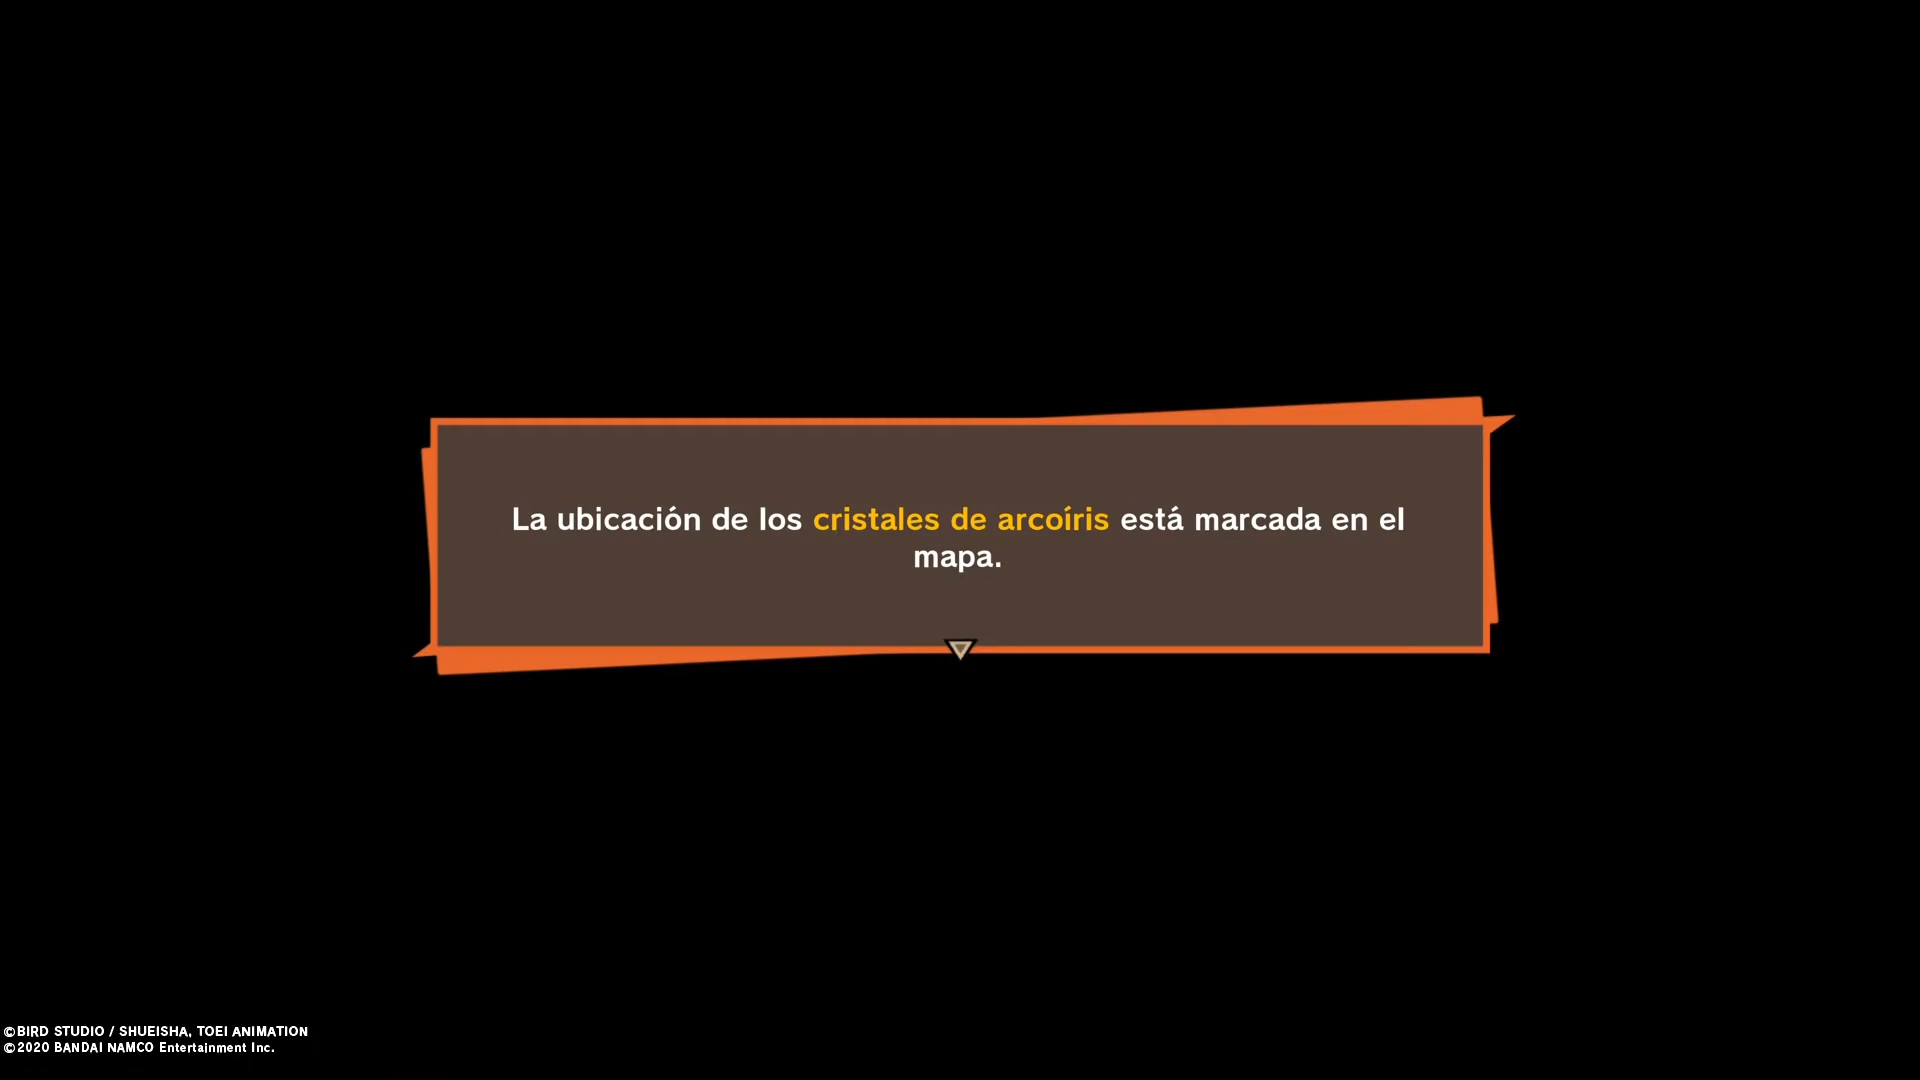 La ubicación de los cristales de arcoíris está marcada en el
mapa.
©BIRD STUDIO / SHUEISHA, TOEI ANIMATION
©2020 BANDAI NAMCO Entertainment Inc.